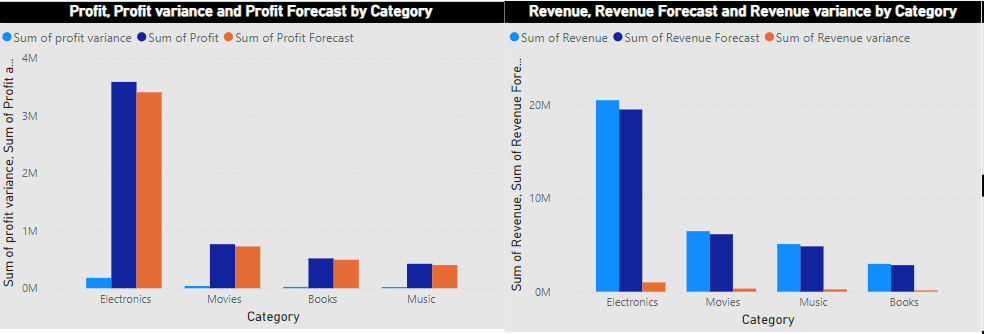 Profit, Profit variance and Profit Forecast by Category
Sum of profit variance Sum of Profit Sum of Profit Forecast
Sum of profit variance, Sum of Profit a...
4M
3M
2M
1M
0M
Electronics Movies Books Music
Category
Revenue, Revenue Forecast and Revenue variance by Category
Sum of Revenue Sum of Revenue Forecast Sum of Revenue variance
Sum of Revenue, Sum of Revenue Fore...
20M
10M
0M
Electronics Movies Music Books
Category